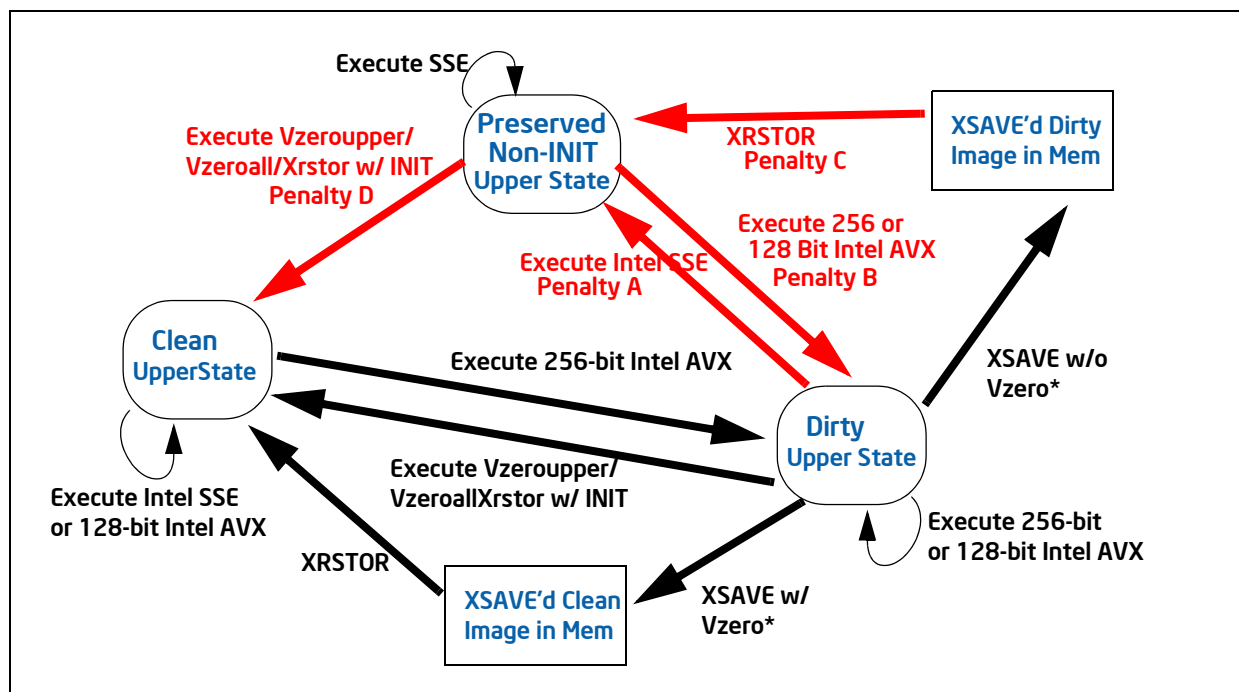 Execute SSE
Preserved
Non-INIT
Upper State
Execute Vzeroupper/
Vzeroall/Xrstor w/ INIT
Penalty D
XRSTOR
Penalty C
XSAVE'd Dirty
Image in Mem
Execute 256 or
128 Bit Intel AVX
Penalty B
Execute Intel SSE
Penalty A
Clean
UpperState
Execute 256-bit Intel AVX
XSAVE w/o
Vzero*
Dirty
Upper State
Execute Vzeroupper/
VzeroallXrstor w/ INIT
Execute Intel SSE
or 128-bit Intel AVX
Execute 256-bit
or 128-bit Intel AVX
XRSTOR
XSAVE'd Clean
Image in Mem
XSAVE w/
Vzero*